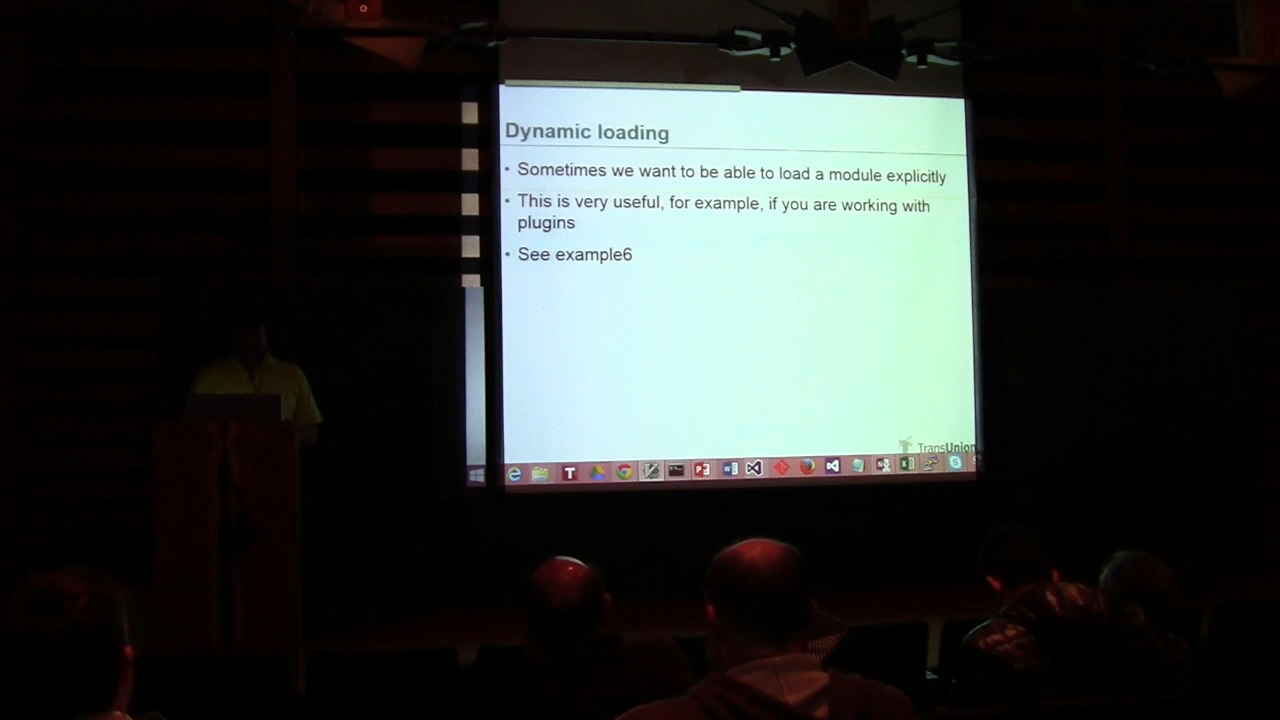 Dynamic loading
• Sometimes we want to be able to load a module explicitly
• This is very useful, for example, if you are working with
plugins
• See example6
TransUnion